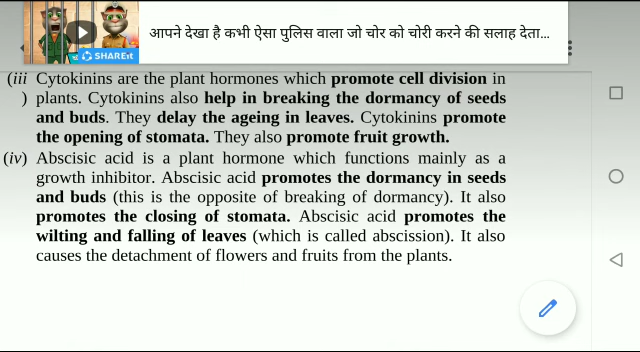 आपने देखा है कभी ऐसा पुलिस वाला जो चोर को चोरी करने की सलाह देता...
SHAREit
(iii Cytokinins are the plant hormones which promote cell division in
) plants. Cytokinins also help in breaking the dormancy of seeds
and buds. They delay the ageing in leaves. Cytokinins promote
the opening of stomata. They also promote fruit growth.
(iv) Abscisic acid is a plant hormone which functions mainly as a
growth inhibitor. Abscisic acid promotes the dormancy in seeds
and buds (this is the opposite of breaking of dormancy). It also
promotes the closing of stomata. Abscisic acid promotes the
wilting and falling of leaves (which is called abscission). It also
causes the detachment of flowers and fruits from the plants.